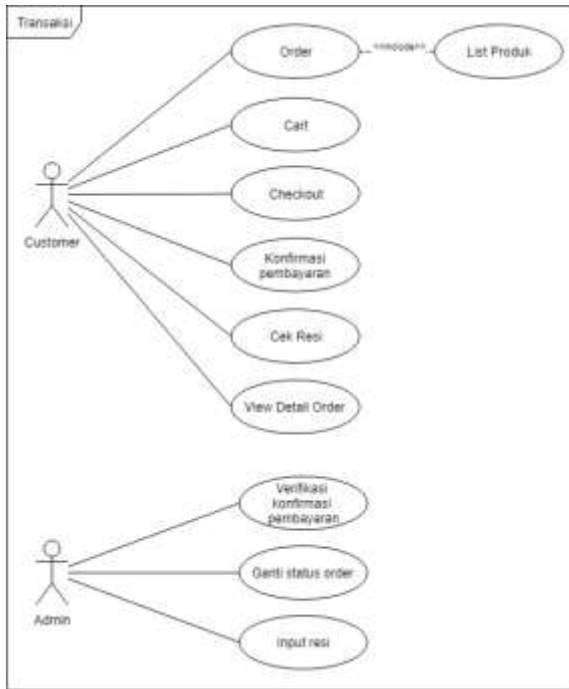 Transaksi
Order
<<include>>
List Produk
Cart
Checkout
Customer
Konfirmasi
pembayaran
Cek Resi
View Detail Order
Verifikasi
konfirmasi
pembayaran
Ganti status order
Admin
Input resi